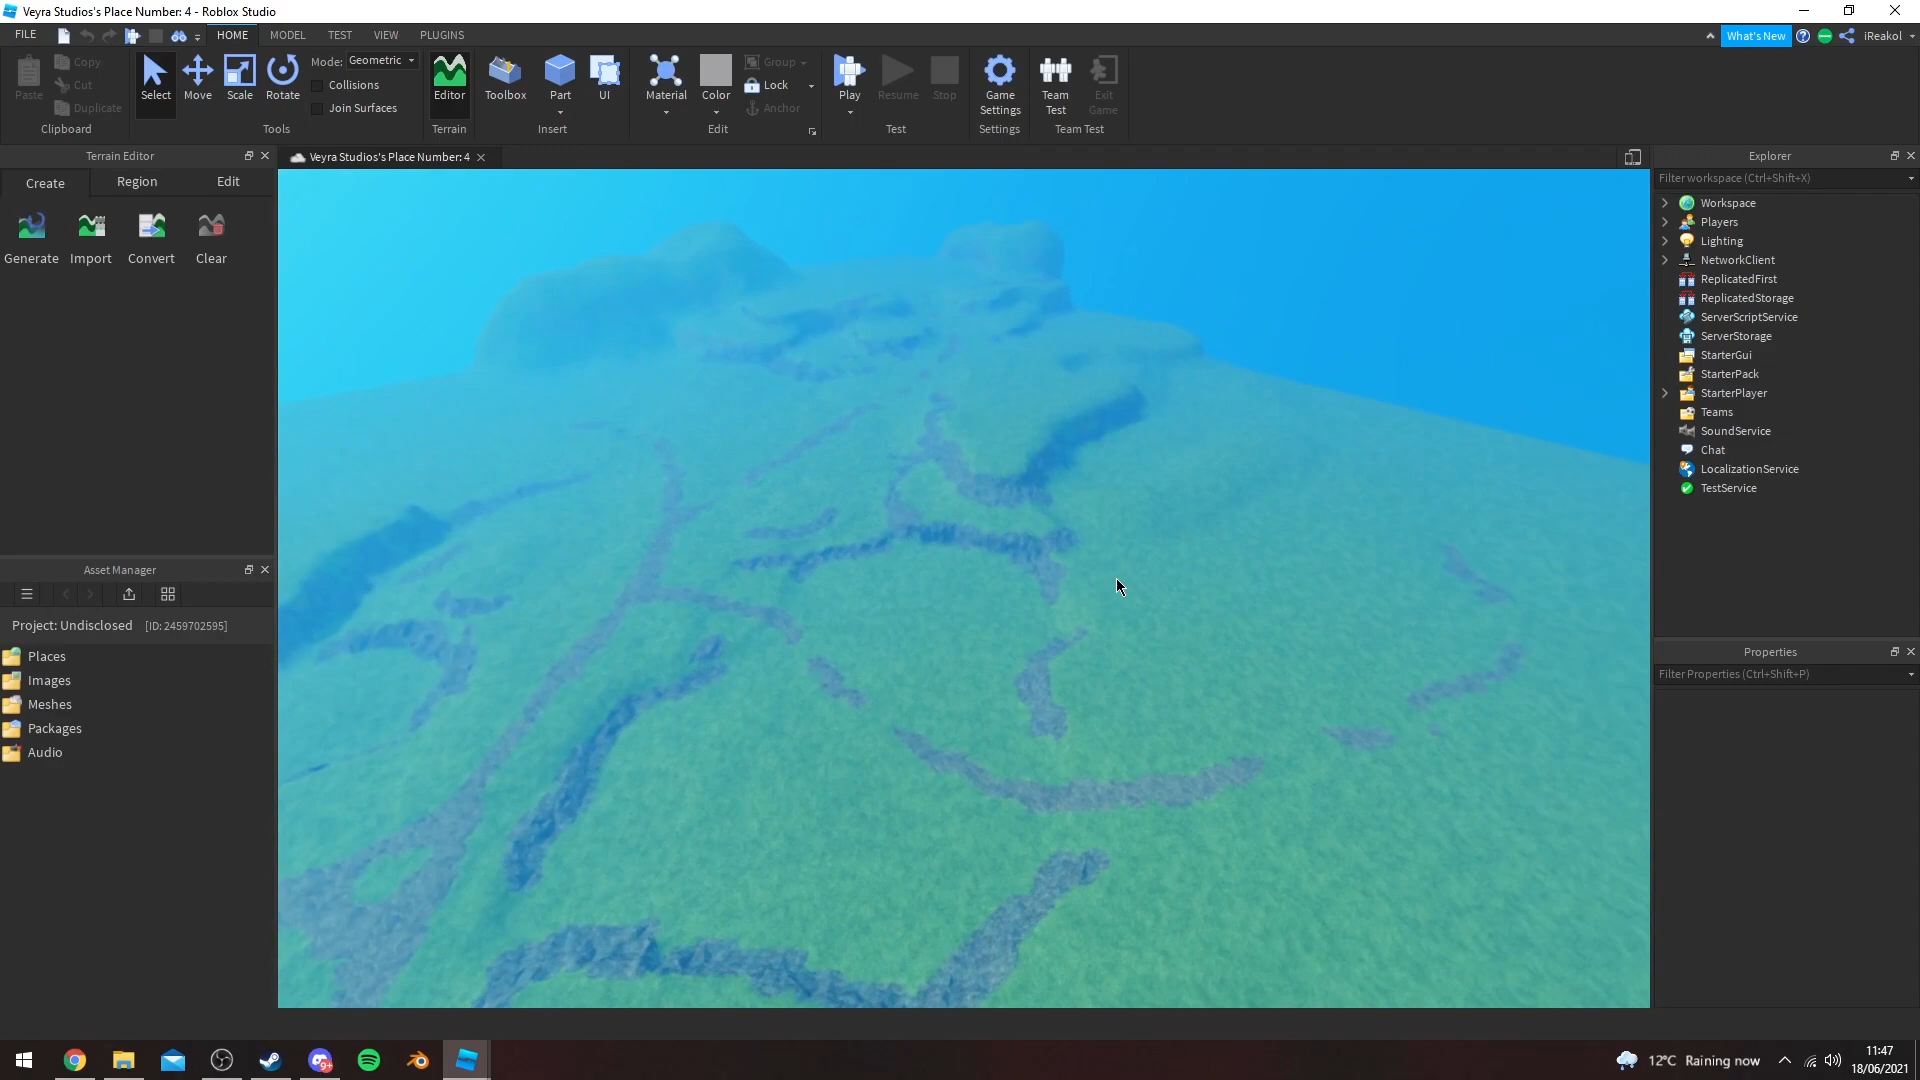 Veyra Studios's Place Number: 4 - Roblox Studio
FILE
HOME
MODEL
TEST
VIEW
PLUGINS
What's New
iReakol
Paste
Copy
Cut
Duplicate
Clipboard
Select
Move
Scale
Rotate
Mode: Geometric
Collisions
Join Surfaces
Tools
Editor
Terrain
Toolbox
Part
UI
Insert
Material
Color
Group
Lock
Anchor
Edit
Play
Resume
Stop
Test
Game
Settings
Settings
Team
Test
Exit
Game
Team Test
Terrain Editor
Create
Region
Edit
Generate
Import
Convert
Clear
Veyra Studios's Place Number: 4
Asset Manager
Project: Undisclosed [ID: 2459702595]
Places
Images
Meshes
Packages
Audio
Explorer
Filter workspace (Ctrl+Shift+X)
Workspace
Players
Lighting
NetworkClient
ReplicatedFirst
ReplicatedStorage
ServerScriptService
ServerStorage
StarterGui
StarterPack
StarterPlayer
Teams
SoundService
Chat
LocalizationService
TestService
Properties
Filter Properties (Ctrl+Shift+P)
9+
12°C Raining now
11:47
18/06/2021